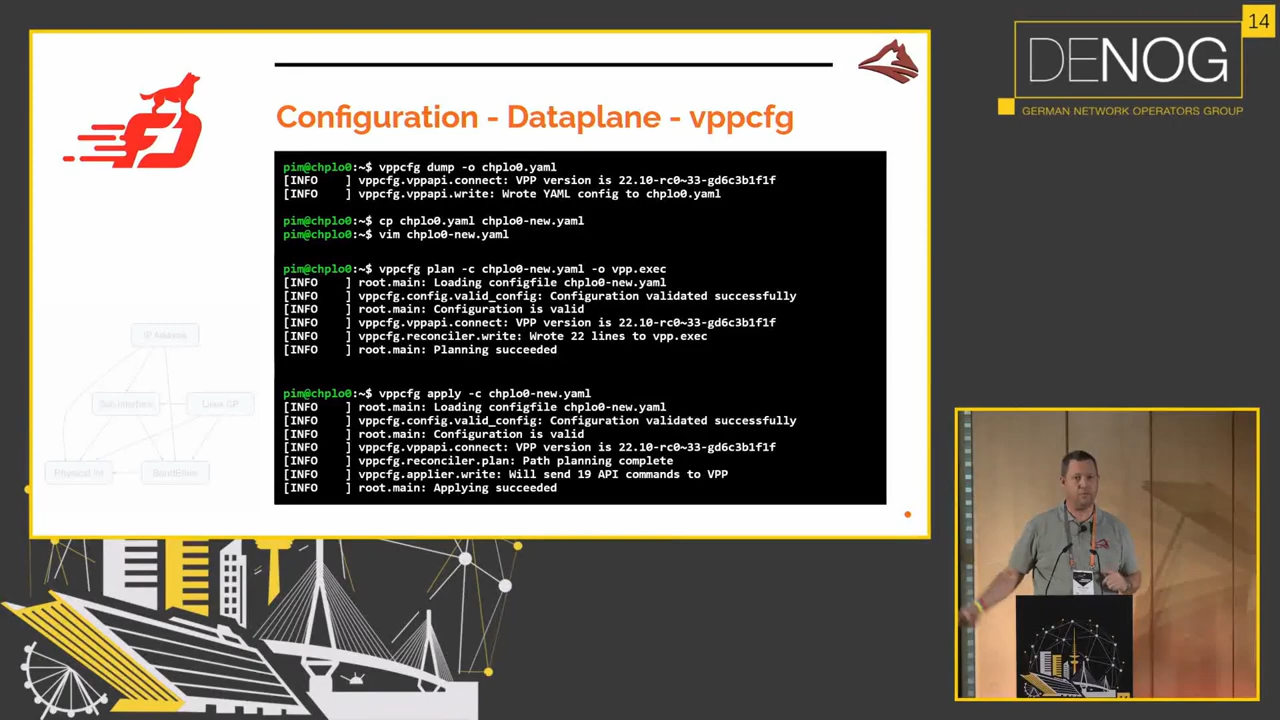 14
DENOG
GERMAN NETWORK OPERATORS GROUP
Configuration - Dataplane - vppcfg
pim@chplo0:~$ vppcfg dump -o chplo0.yaml
[INFO    ] vppcfg.vppapi.connect: VPP version is 22.10-rc0~33-gd6c3b1f1f
[INFO    ] vppcfg.vppapi.write: Wrote YAML config to chplo0.yaml
pim@chplo0:~$ cp chplo0.yaml chplo0-new.yaml
pim@chplo0:~$ vim chplo0-new.yaml
pim@chplo0:~$ vppcfg plan -c chplo0-new.yaml -o vpp.exec
[INFO    ] root.main: Loading configfile chplo0-new.yaml
[INFO    ] vppcfg.config.valid_config: Configuration validated successfully
[INFO    ] root.main: Configuration is valid
[INFO    ] vppcfg.vppapi.connect: VPP version is 22.10-rc0~33-gd6c3b1f1f
[INFO    ] vppcfg.reconciler.write: Wrote 22 lines to vpp.exec
[INFO    ] root.main: Planning succeeded
pim@chplo0:~$ vppcfg apply -c chplo0-new.yaml
[INFO    ] root.main: Loading configfile chplo0-new.yaml
[INFO    ] vppcfg.config.valid_config: Configuration validated successfully
[INFO    ] root.main: Configuration is valid
[INFO    ] vppcfg.vppapi.connect: VPP version is 22.10-rc0~33-gd6c3b1f1f
[INFO    ] vppcfg.reconciler.plan: Path planning complete
[INFO    ] vppcfg.applier.write: Will send 19 API commands to VPP
[INFO    ] root.main: Applying succeeded
IP Address
Linux CP
Physical Int